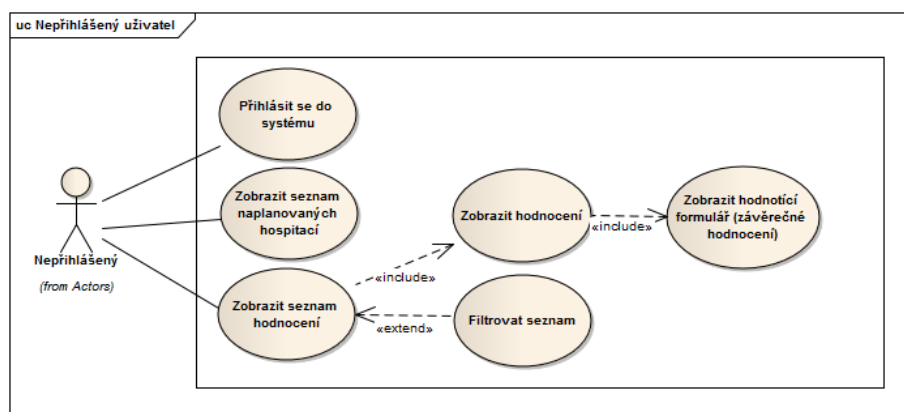 uc Nepřihlášený uživatel
Přihlásit se do
systému
Zobrazit seznam
naplanovaných
hospitací
Zobrazit hodnocení
«include»
Zobrazit hodnotící
formulář (závěrečné
hodnocení)
Nepřihlášený
(from Actors)
Zobrazit seznam
hodnocení
«include»
«extend»
Filtrovat seznam